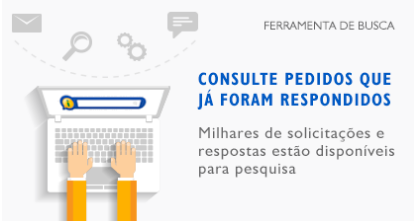 FERRAMENTA DE BUSCA
CONSULTE PEDIDOS QUE
JÁ FORAM RESPONDIDOS
Milhares de solicitações e
respostas estão disponíveis
para pesquisa